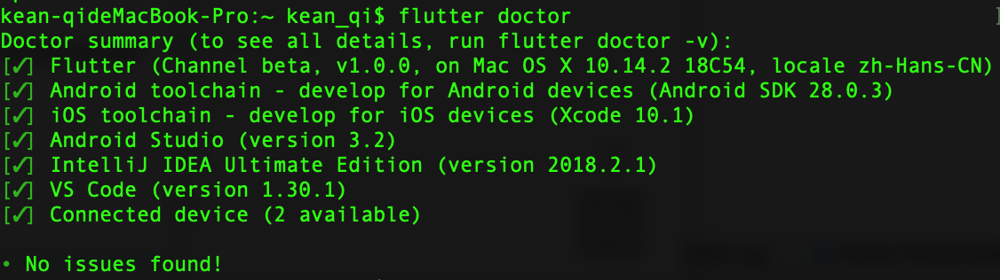 kean-qideMacBook-Pro:~ kean_qi$ flutter doctor
Doctor summary (to see all details, run flutter doctor -v):
[✓] Flutter (Channel beta, v1.0.0, on Mac OS X 10.14.2 18C54, locale zh-Hans-CN)
[✓] Android toolchain - develop for Android devices (Android SDK 28.0.3)
[✓] iOS toolchain - develop for iOS devices (Xcode 10.1)
[✓] Android Studio (version 3.2)
[✓] IntelliJ IDEA Ultimate Edition (version 2018.2.1)
[✓] VS Code (version 1.30.1)
[✓] Connected device (2 available)
• No issues found!